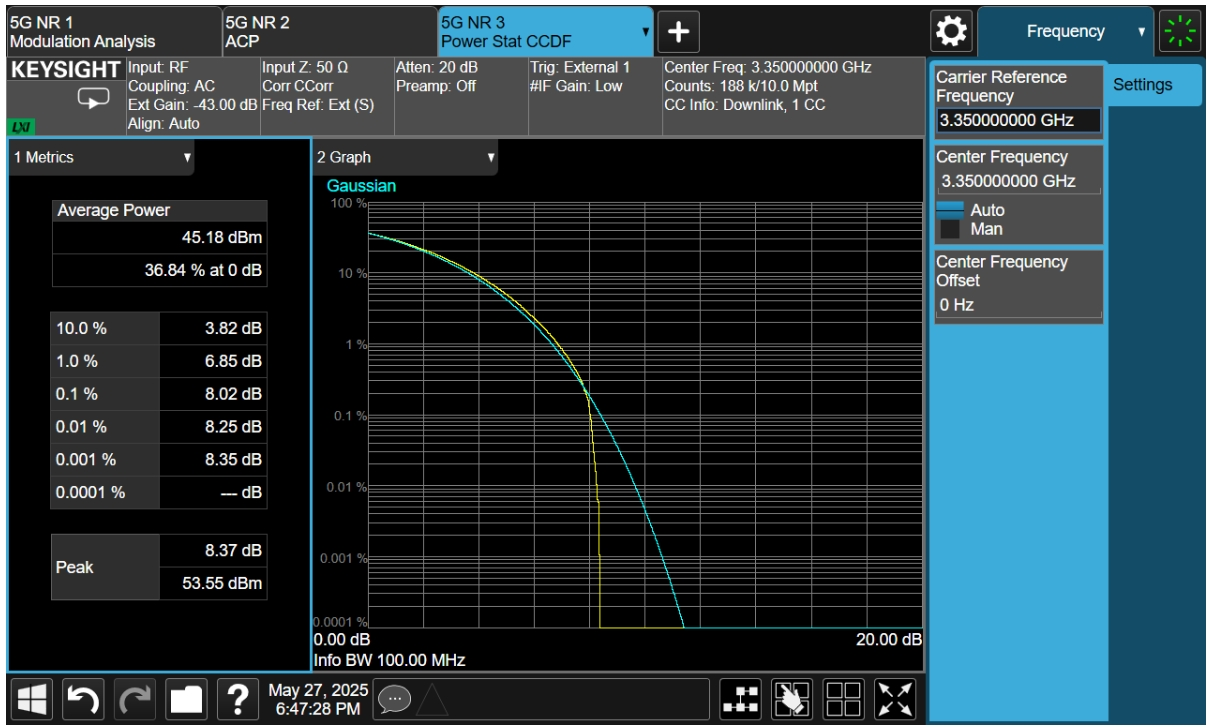 5G NR 1
Modulation Analysis
5G NR 2
ACP
5G NR 3
Power Stat CCDF
Frequency
KEYSIGHT
LXI
Input: RF
Coupling: AC
Ext Gain: -43.00 dB
Align: Auto
Input Z: 50 Ω
Corr CCorr
Freq Ref: Ext (S)
Atten: 20 dB
Preamp: Off
Trig: External 1
#IF Gain: Low
Center Freq: 3.350000000 GHz
Counts: 188 k/10.0 Mpt
CC Info: Downlink, 1 CC
1 Metrics
Average Power
45.18 dBm
36.84 % at 0 dB
10.0 % 3.82 dB
1.0 % 6.85 dB
0.1 % 8.02 dB
0.01 % 8.25 dB
0.001 % 8.35 dB
0.0001 % --- dB
Peak
8.37 dB
53.55 dBm
2 Graph
Gaussian
100 %
10 %
1 %
0.1 %
0.01 %
0.001 %
0.0001 %
0.00 dB 20.00 dB
Info BW 100.00 MHz
Carrier Reference
Frequency
3.350000000 GHz
Center Frequency
3.350000000 GHz
Auto
Man
Center Frequency
Offset
0 Hz
Settings
?
May 27, 2025
6:47:28 PM